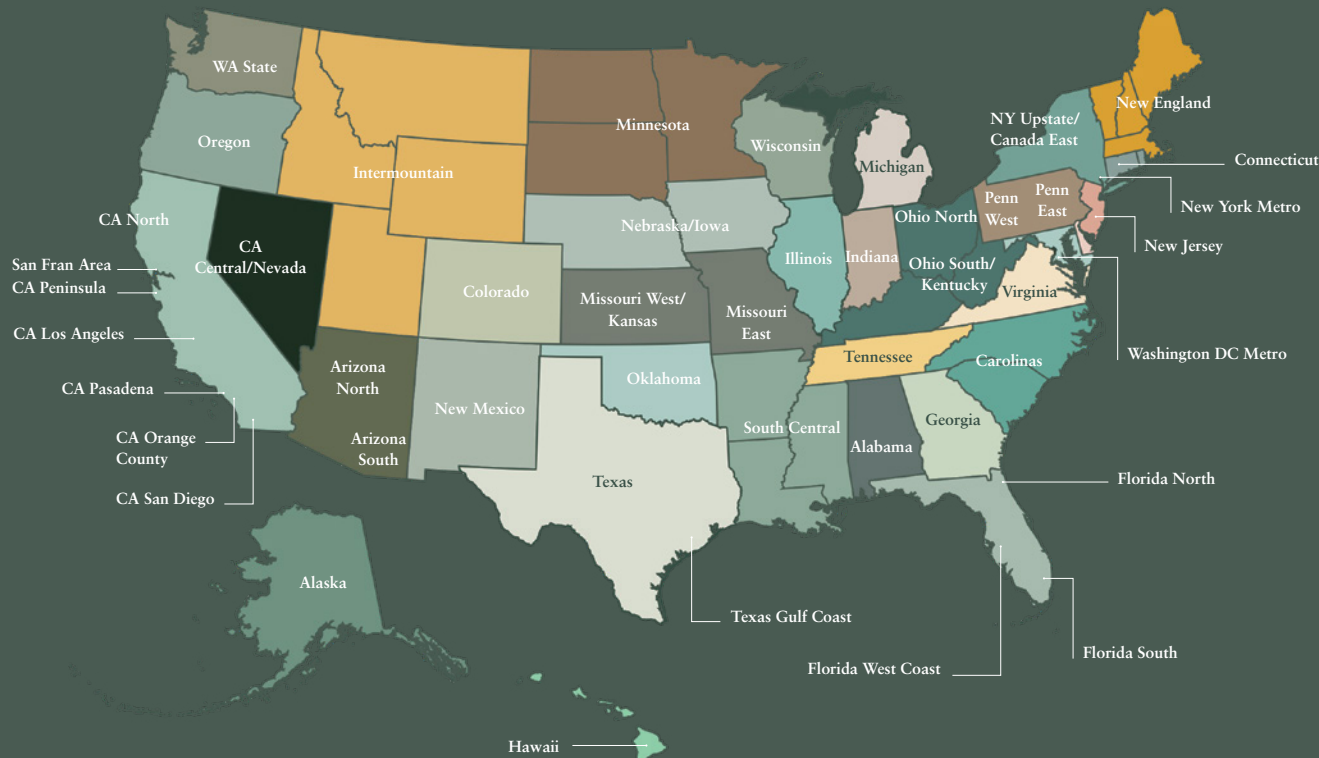 WA State
Oregon
Intermountain
Minnesota
Wisconsin
Michigan
NY Upstate/
Canada East
New England
Connecticut
New York Metro
New Jersey
Penn
West
Penn
East
CA North
CA
Central/Nevada
San Fran Area
CA Peninsula
CA Los Angeles
CA Pasadena
CA Orange
County
CA San Diego
Colorado
Nebraska/Iowa
Missouri West/
Kansas
Missouri
East
Illinois
Indiana
Ohio North
Ohio South/
Kentucky
Virginia
Washington DC Metro
Arizona
North
Arizona
South
New Mexico
Oklahoma
Texas
South Central
Tennessee
Carolinas
Alabama
Georgia
Florida North
Florida South
Florida West Coast
Texas Gulf Coast
Alaska
Hawaii